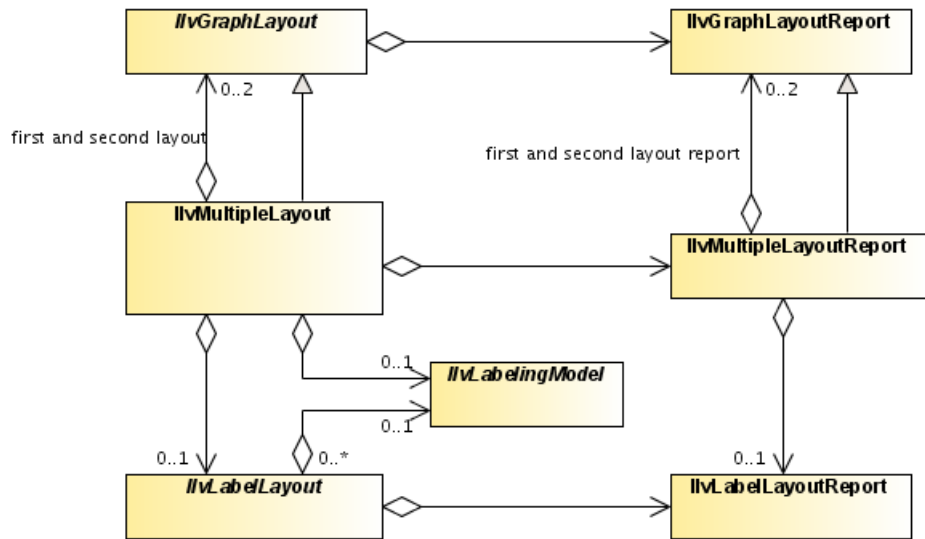 IlvGraphLayout
IlvGraphLayoutReport
0..2
0..2
first and second layout
first and second layout report
IlvMultipleLayout
IlvMultipleLayoutReport
0..1
IlvLabelingModel
0..1
0..1
0..*
0..1
IlvLabelLayout
IlvLabelLayoutReport